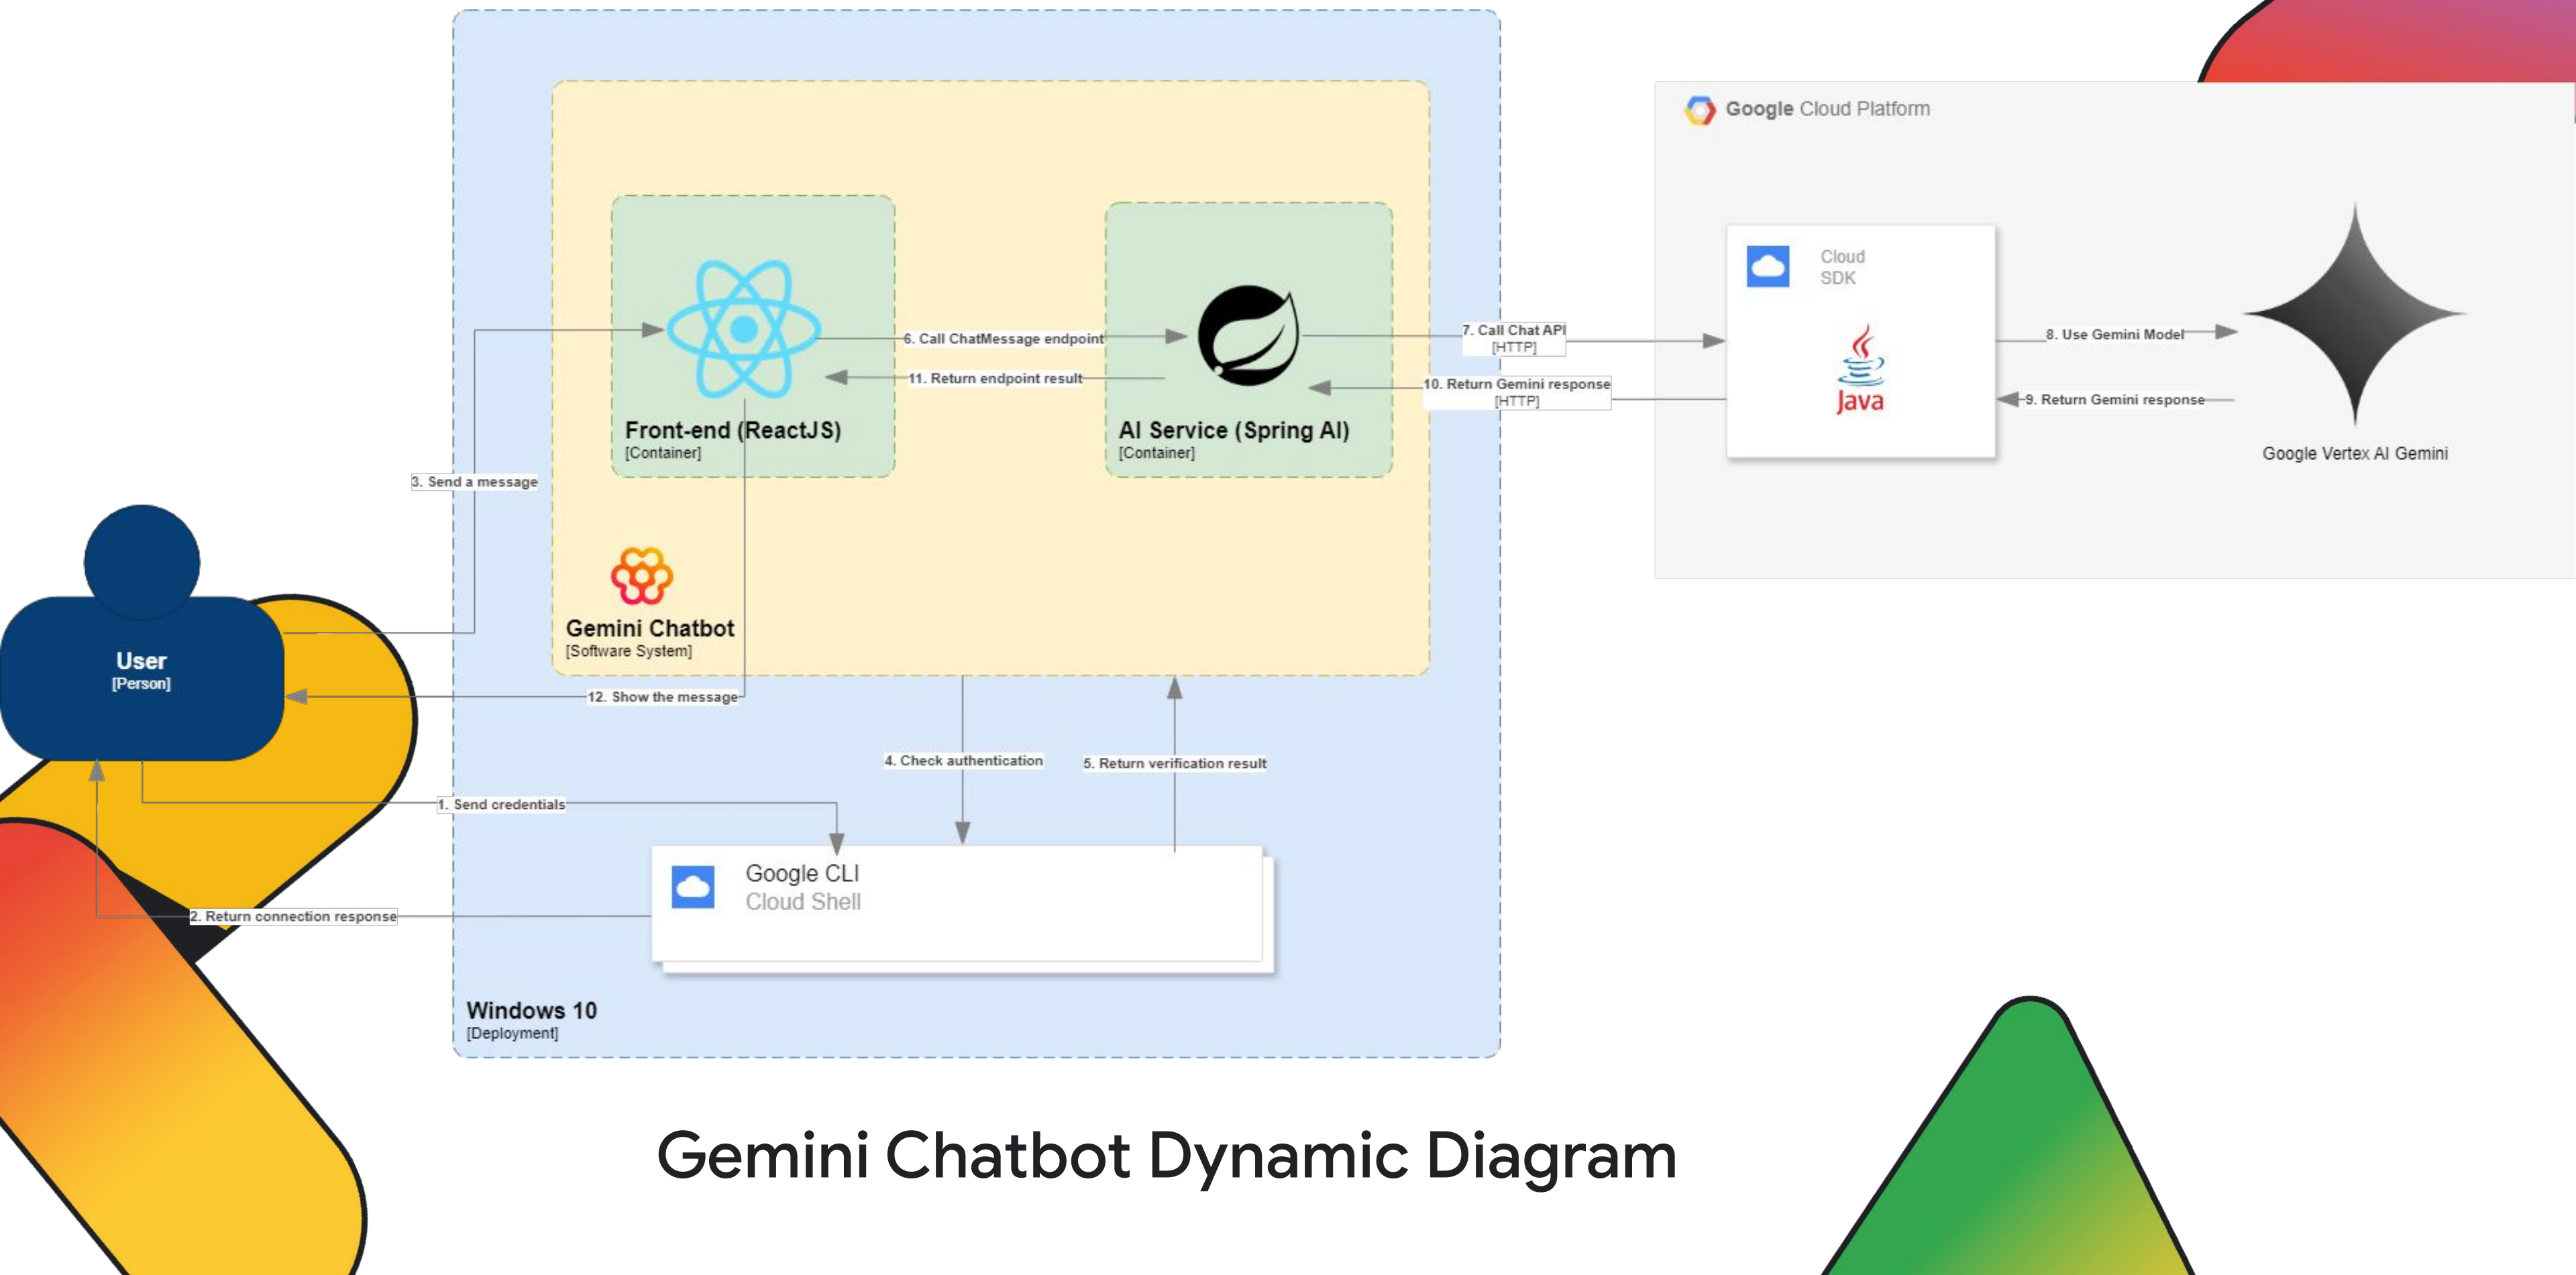 Google Cloud Platform
Cloud
SDK
Java
8. Use Gemini Model
9. Return Gemini response
Google Vertex AI Gemini
7. Call Chat API
[HTTP]
10. Return Gemini response
[HTTP]
6. Call ChatMessage endpoint
11. Return endpoint result
Front-end (ReactJS)
[Container]
AI Service (Spring AI)
[Container]
3. Send a message
Gemini Chatbot
[Software System]
User
[Person]
12. Show the message
4. Check authentication
5. Return verification result
1. Send credentials
Google CLI
Cloud Shell
2. Return connection response
Windows 10
[Deployment]
Gemini Chatbot Dynamic Diagram